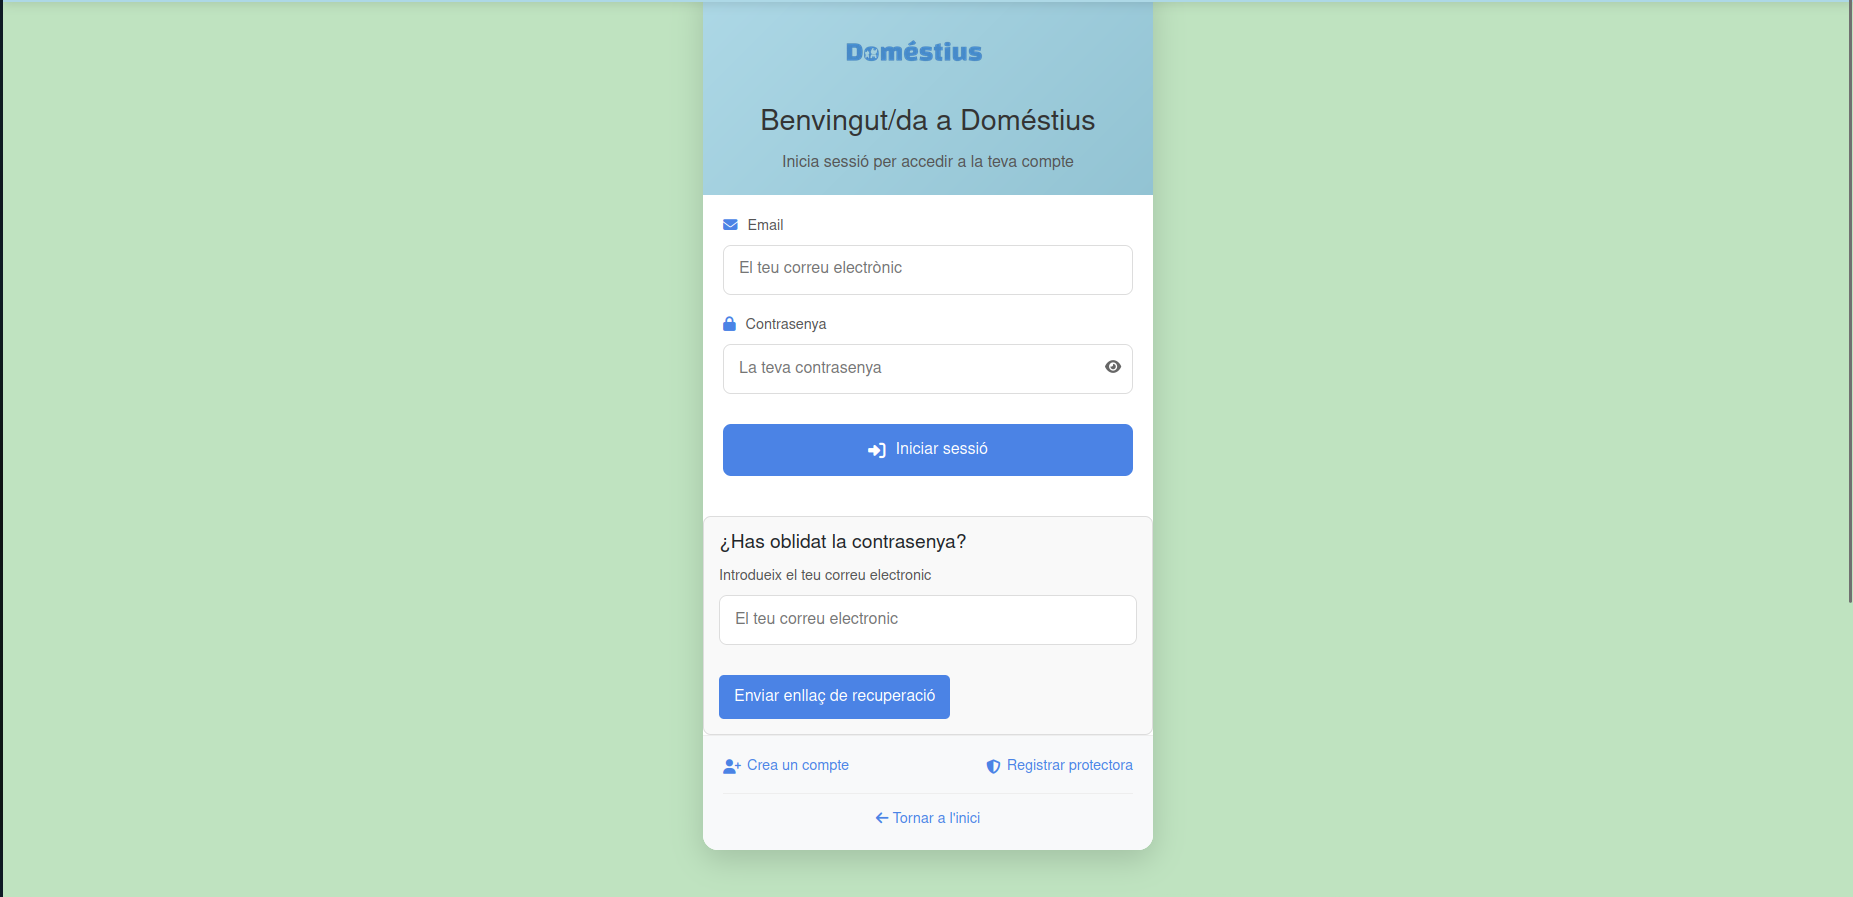 Doméstius
Benvingut/da a Doméstius
Inicia sessió per accedir a la teva compte
Email
El teu correu electrònic
Contrasenya
La teva contrasenya
Iniciar sessió
¿Has oblidat la contrasenya?
Introdueix el teu correu electronic
El teu correu electronic
Enviar enllaç de recuperació
Crea un compte
Registrar protectora
Tornar a l'inici